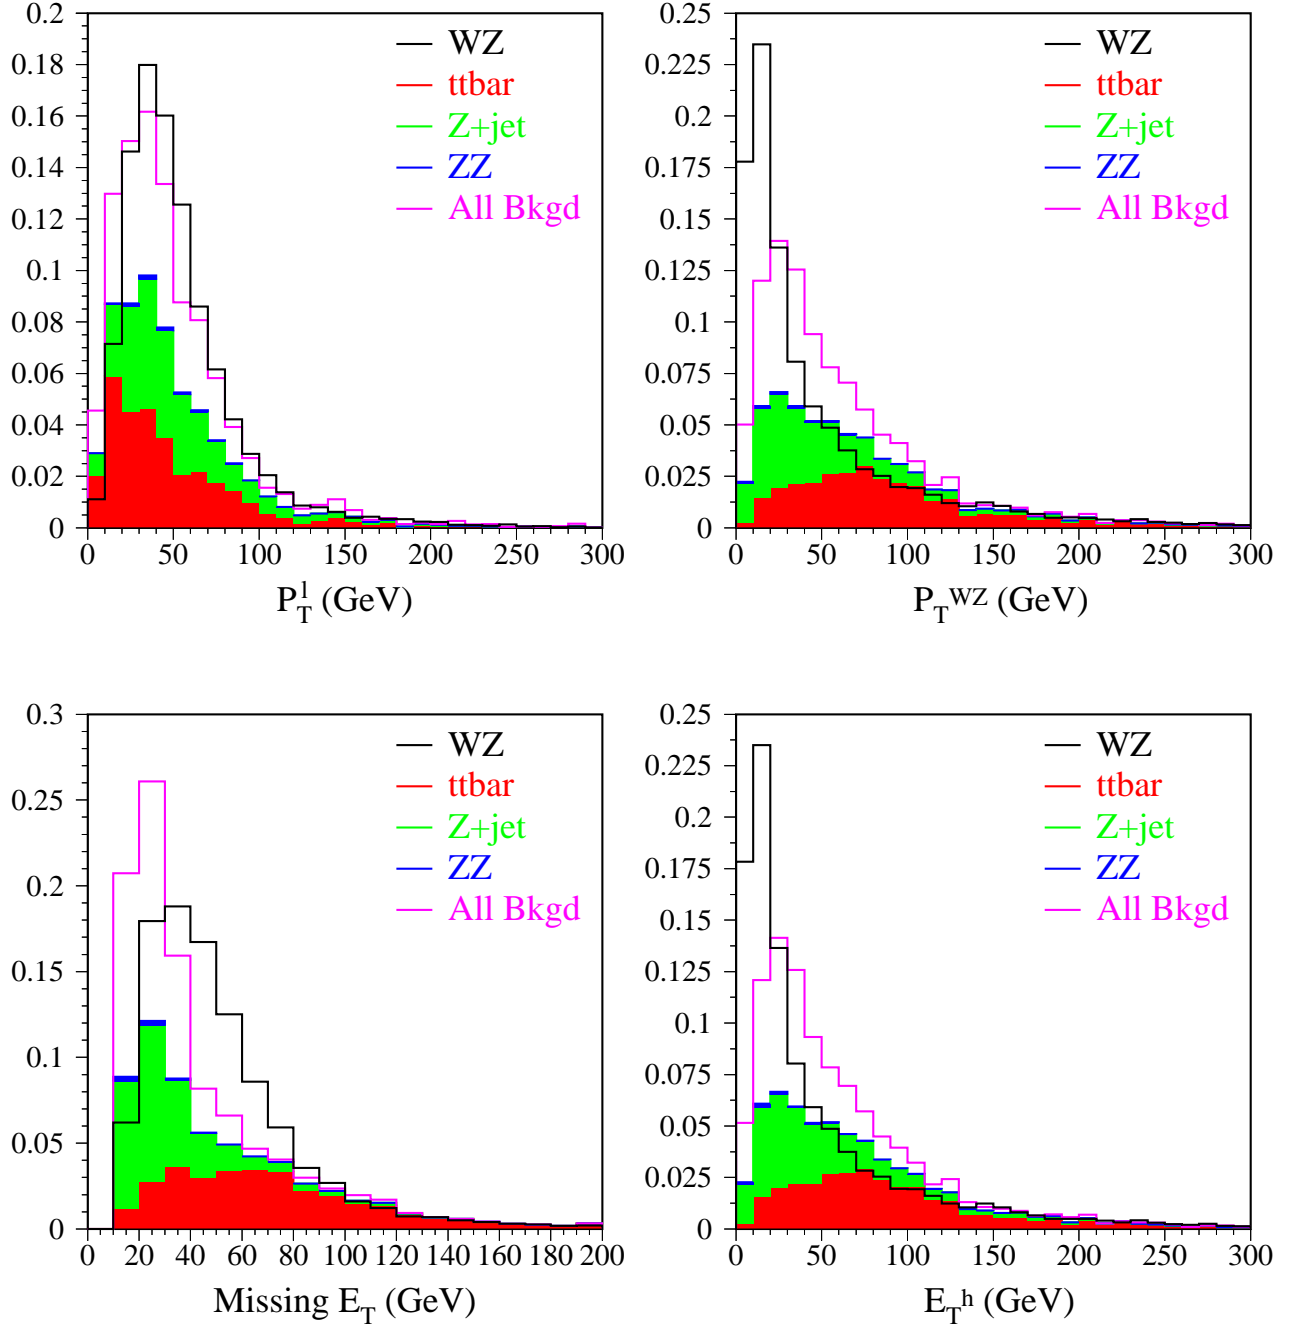 0.2
0.18
0.16
0.14
0.12
0.1
0.08
0.06
0.04
0.02
0
WZ
ttbar
Z+jet
ZZ
All Bkgd
0 50 100 150 200 250 300
P_T^l (GeV)
0.25
0.225
0.2
0.175
0.15
0.125
0.1
0.075
0.05
0.025
0
WZ
ttbar
Z+jet
ZZ
All Bkgd
0 50 100 150 200 250 300
P_T^WZ (GeV)
0.3
0.25
0.2
0.15
0.1
0.05
0
WZ
ttbar
Z+jet
ZZ
All Bkgd
0 20 40 60 80 100 120 140 160 180 200
Missing E_T (GeV)
0.25
0.225
0.2
0.175
0.15
0.125
0.1
0.075
0.05
0.025
0
WZ
ttbar
Z+jet
ZZ
All Bkgd
0 50 100 150 200 250 300
E_T^h (GeV)